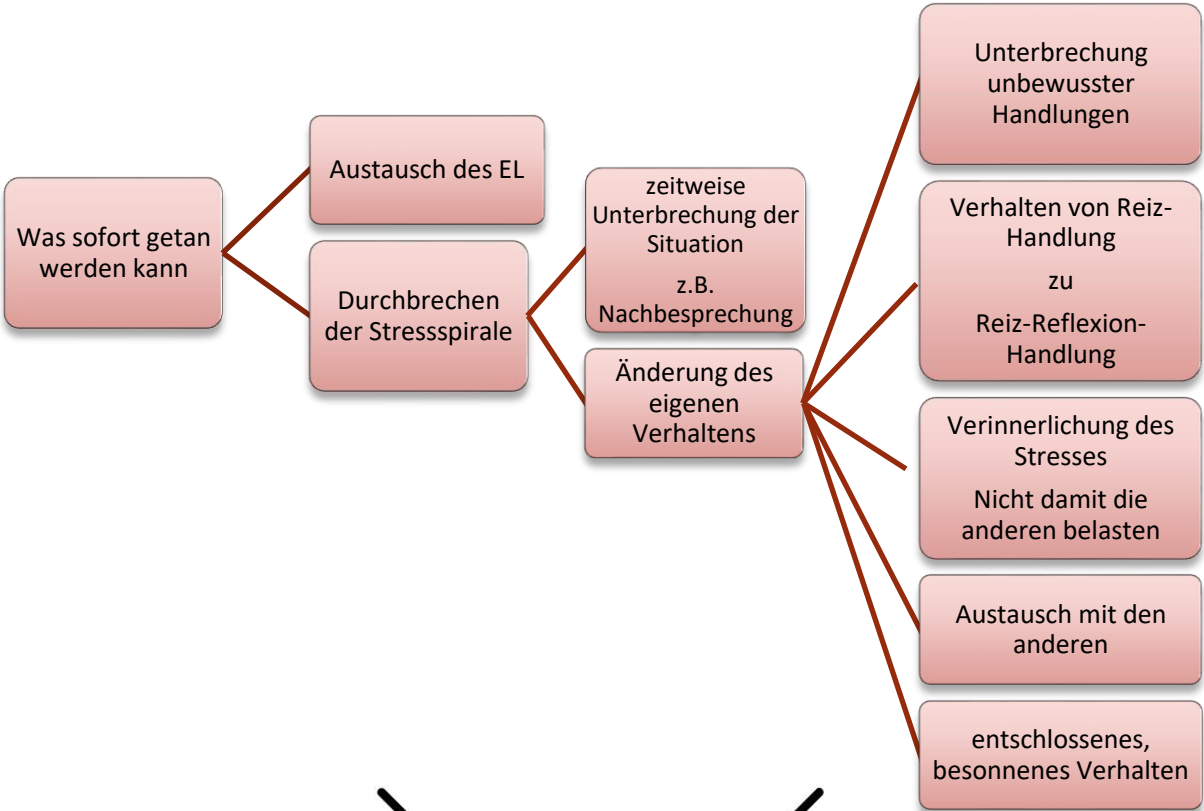 Was sofort getan
werden kann
Austausch des EL
Durchbrechen
der Stressspirale
zeitweise
Unterbrechung der
Situation
z.B.
Nachbesprechung
Änderung des
eigenen
Verhaltens
Unterbrechung
unbewusster
Handlungen
Verhalten von Reiz-
Handlung
zu
Reiz-Reflexion-
Handlung
Verinnerlichung des
Stresses
Nicht damit die
anderen belasten
Austausch mit den
anderen
entschlossenes,
besonnenes Verhalten